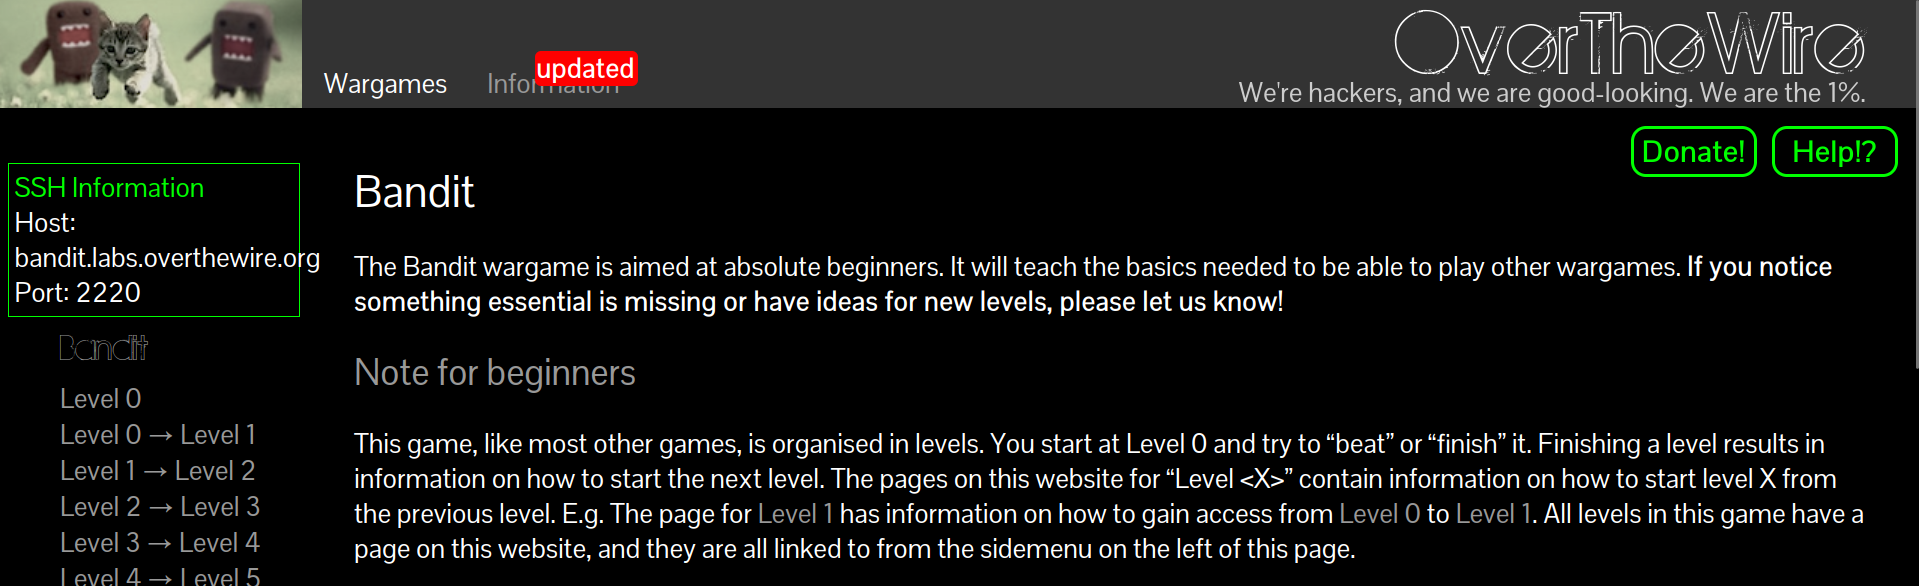 OverTheWire
We're hackers, and we are good-looking. We are the 1%.
Wargames
Information
updated
Donate!
Help!?
SSH Information
Host:
bandit.labs.overthewire.org
Port: 2220
Bandit
Level 0
Level 0 → Level 1
Level 1 → Level 2
Level 2 → Level 3
Level 3 → Level 4
Level 4 → Level 5
Bandit
The Bandit wargame is aimed at absolute beginners. It will teach the basics needed to be able to play other wargames. If you notice
something essential is missing or have ideas for new levels, please let us know!
Note for beginners
This game, like most other games, is organised in levels. You start at Level 0 and try to “beat” or “finish” it. Finishing a level results in
information on how to start the next level. The pages on this website for “Level <X>” contain information on how to start level X from
the previous level. E.g. The page for Level 1 has information on how to gain access from Level 0 to Level 1. All levels in this game have a
page on this website, and they are all linked to from the sidemenu on the left of this page.